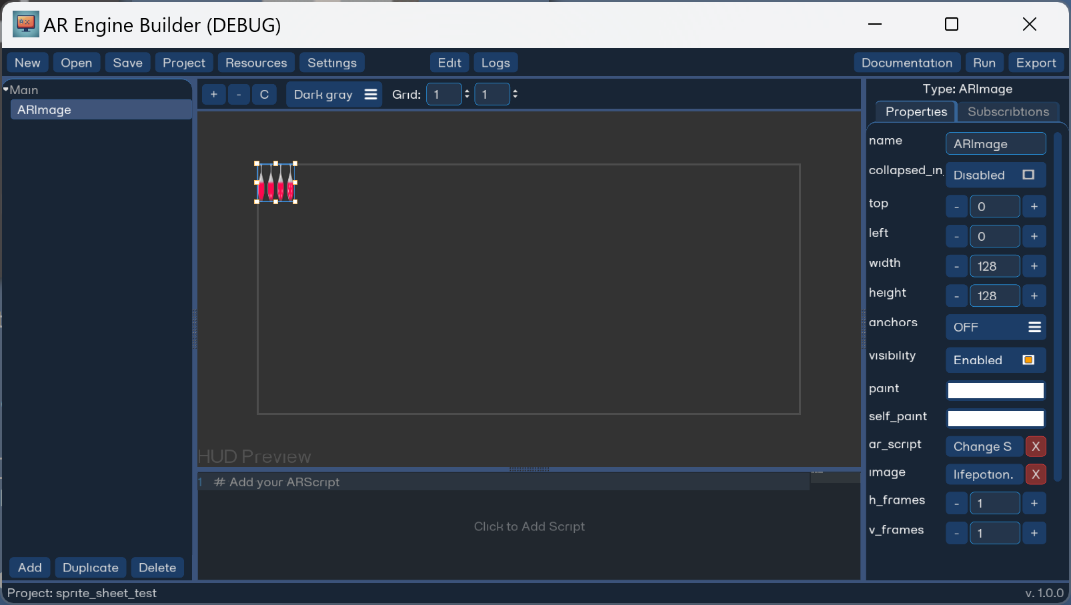 AR Engine Builder (DEBUG)
New Open Save Project Resources Settings Edit Logs Documentation Run Export
Main
ARImage
+ - C Dark gray Grid: 1 1
Type: ARImage
Properties Subscribtions
name ARImage
collapsed_in_ Disabled
top - 0 +
left - 0 +
width - 128 +
height - 128 +
anchors OFF
visibility Enabled
paint
self_paint
ar_script Change S X
image lifepotion. X
h_frames - 1 +
v_frames - 1 +
HUD Preview
1 # Add your ARScript
Click to Add Script
Add Duplicate Delete
Project: sprite_sheet_test v. 1.0.0